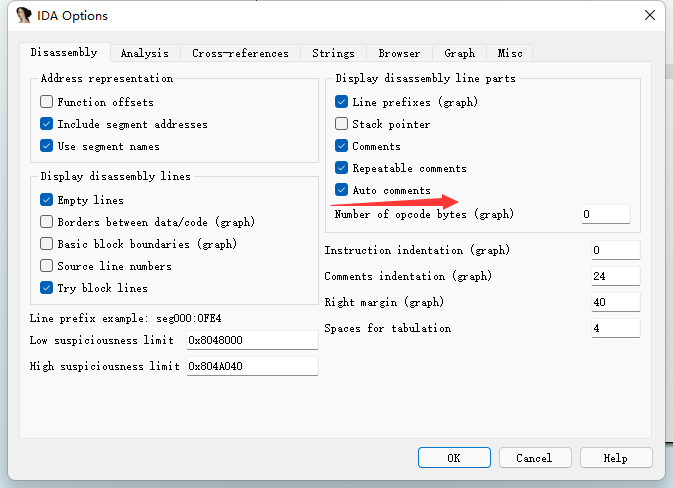 IDA Options
Disassembly Analysis Cross-references Strings Browser Graph Misc
Address representation
Function offsets
Include segment addresses
Use segment names
Display disassembly lines
Empty lines
Borders between data/code (graph)
Basic block boundaries (graph)
Source line numbers
Try block lines
Line prefix example: seg000:0FE4
Low suspiciousness limit 0x8048000
High suspiciousness limit 0x804A040
Display disassembly line parts
Line prefixes (graph)
Stack pointer
Comments
Repeatable comments
Auto comments
Number of opcode bytes (graph) 0
Instruction indentation (graph) 0
Comments indentation (graph) 24
Right margin (graph) 40
Spaces for tabulation 4
OK Cancel Help